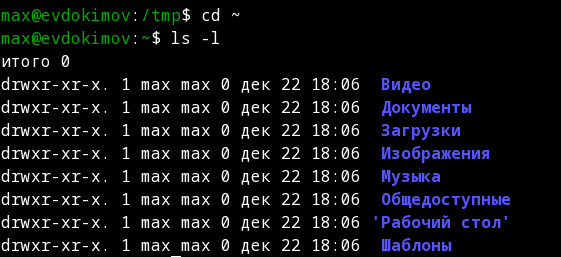 max@evdokimov:/tmp$ cd ~
max@evdokimov:~$ ls -l
итого 0
drwxr-xr-x. 1 max max 0 дек 22 18:06  Видео
drwxr-xr-x. 1 max max 0 дек 22 18:06  Документы
drwxr-xr-x. 1 max max 0 дек 22 18:06  Загрузки
drwxr-xr-x. 1 max max 0 дек 22 18:06  Изображения
drwxr-xr-x. 1 max max 0 дек 22 18:06  Музыка
drwxr-xr-x. 1 max max 0 дек 22 18:06  Общедоступные
drwxr-xr-x. 1 max max 0 дек 22 18:06 'Рабочий стол'
drwxr-xr-x. 1 max max 0 дек 22 18:06  Шаблоны